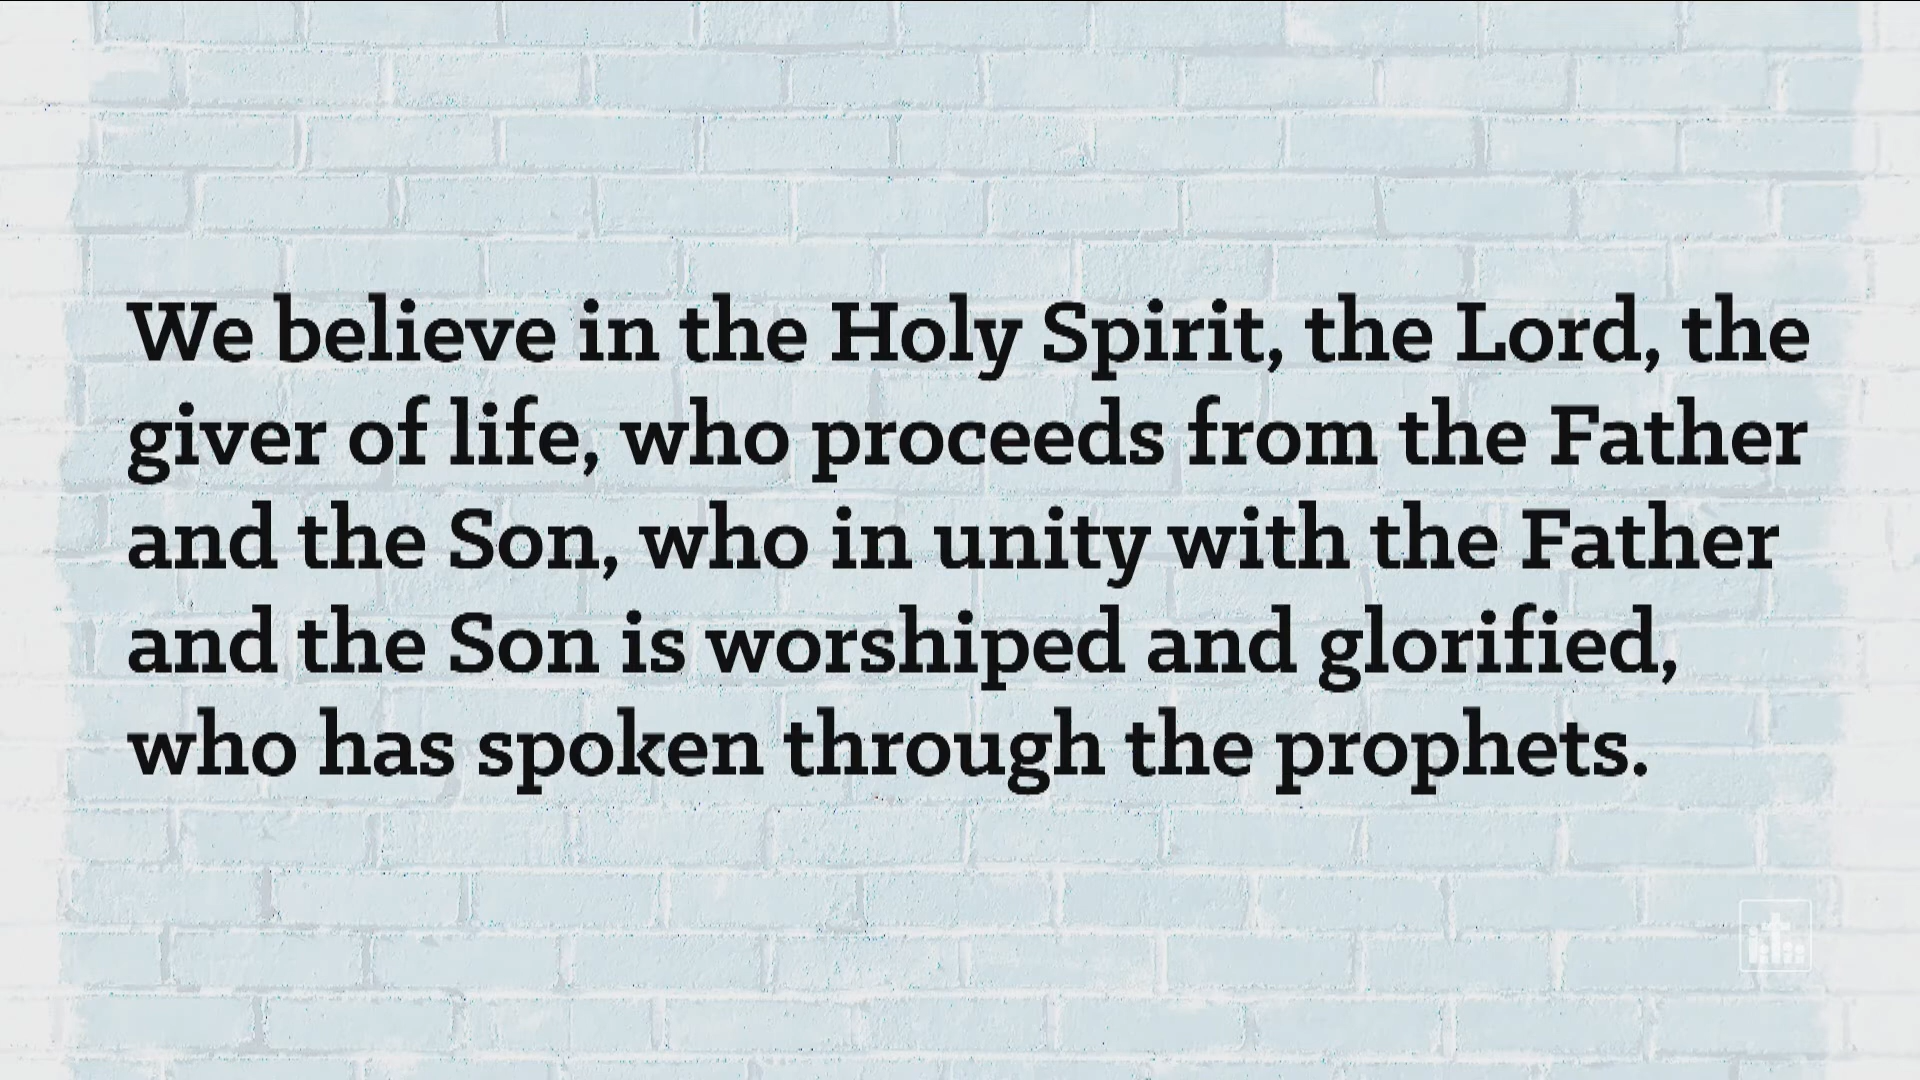 We believe in the Holy Spirit, the Lord, the
giver of life, who proceeds from the Father
and the Son, who in unity with the Father
and the Son is worshiped and glorified,
who has spoken through the prophets.